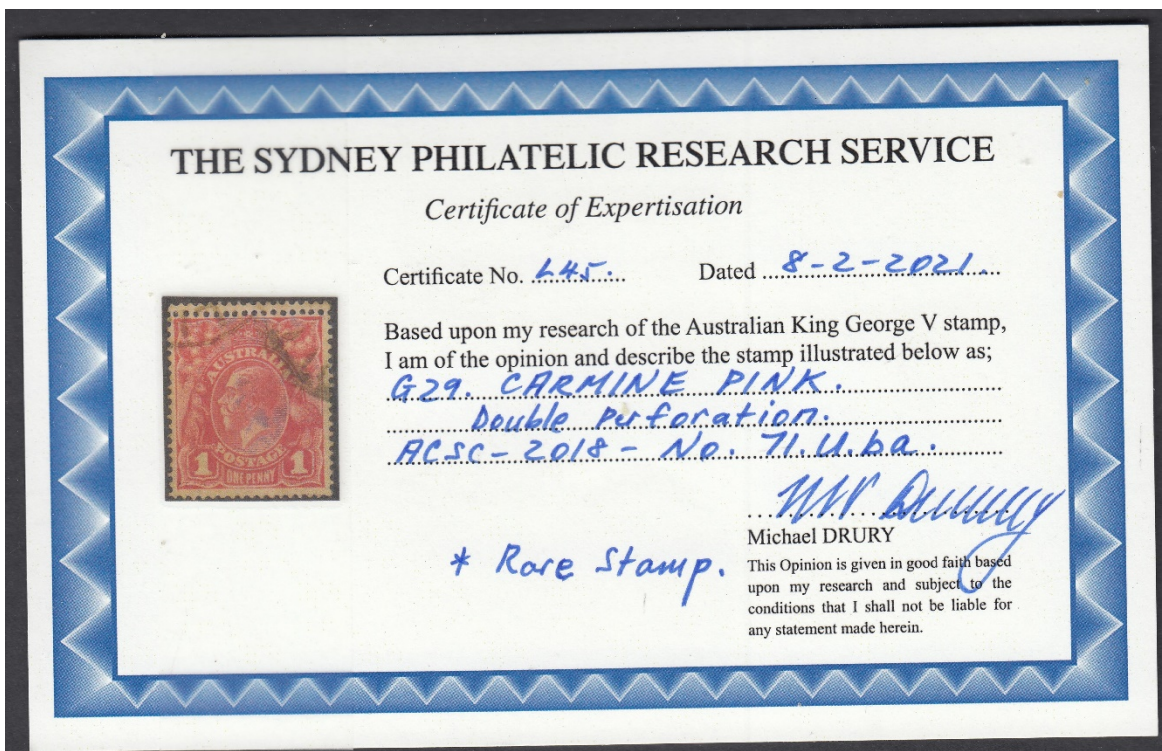 THE SYDNEY PHILATELIC RESEARCH SERVICE
Certificate of Expertisation
Certificate No. L45. Dated 8-2-2021.
Based upon my research of the Australian King George V stamp,
I am of the opinion and describe the stamp illustrated below as;
G29. CARMINE PINK.
Double Perforation.
ACSC-2018- No. 71.U.ba.
Michael DRURY
* Rare Stamp.
This Opinion is given in good faith based
upon my research and subject to the
conditions that I shall not be liable for
any statement made herein.
AUSTRALIA
POSTAGE
1 1
ONE PENNY